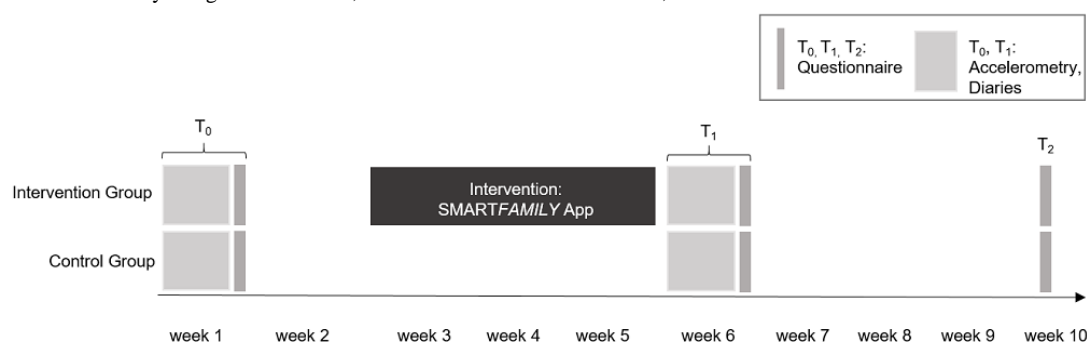 T0, T1, T2:
Questionnaire
T0, T1:
Accelerometry,
Diaries
T0
T1
T2
Intervention Group
Intervention:
SMARTFAMILY App
Control Group
week 1 week 2 week 3 week 4 week 5 week 6 week 7 week 8 week 9 week 10